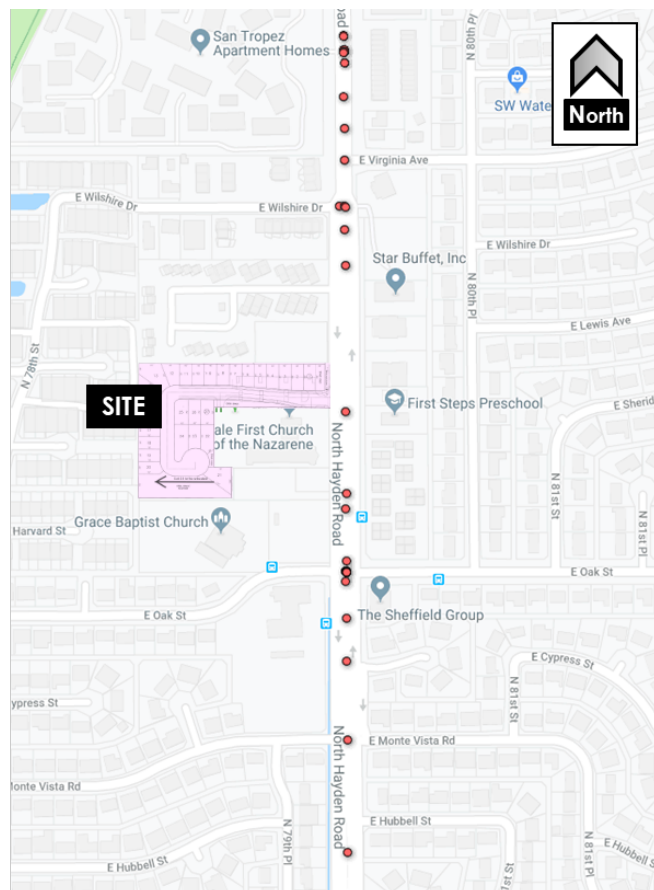 Road
San Tropez
Apartment Homes
N 80th Pl
SW Wate
North
E Virginia Ave
E Wilshire Dr
E Wilshire Dr
E Wilshire Dr
Star Buffet, Inc
N 80th Pl
E Lewis Ave
N 78th St
SITE
First Steps Preschool
E Sherid
ale First Church
of the Nazarene
North Hayden Road
N 81st St
N 81st Pl
Grace Baptist Church
Harvard St
E Oak St
E Oak St
The Sheffield Group
E Cypress St
N 81st St
ypress St
North Hayden Road
E Monte Vista Rd
Monte Vista Rd
N 79th Pl
E Hubbell St
N 81st Pl
E Hubbell St